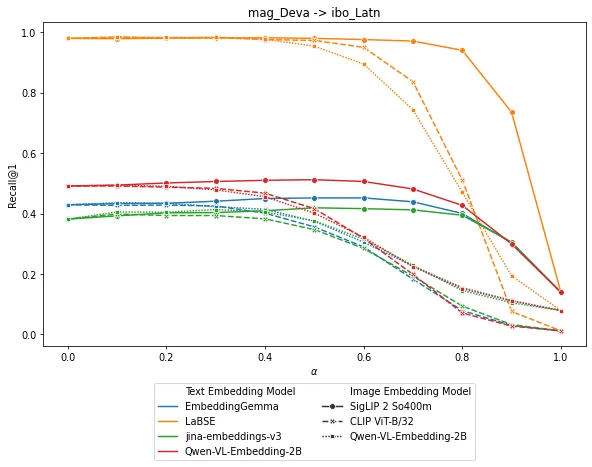 mag_Deva -> ibo_Latn
1.0
0.8
0.6
0.4
0.2
0.0
Recall@1
0.0 0.2 0.4 0.6 0.8 1.0
α
Text Embedding Model Image Embedding Model
EmbeddingGemma SigLIP 2 So400m
LaBSE CLIP ViT-B/32
jina-embeddings-v3 Qwen-VL-Embedding-2B
Qwen-VL-Embedding-2B